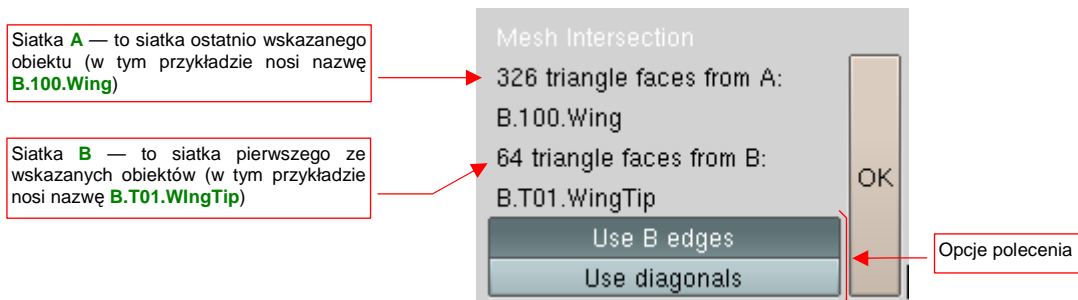 Siatka A — to siatka ostatnio wskazanego
obiektu (w tym przykładzie nosi nazwę
B.100.Wing)
Siatka B — to siatka pierwszego ze
wskazanych obiektów (w tym przykładzie
nosi nazwę B.T01.WIngTip)
Mesh Intersection
326 triangle faces from A:
B.100.Wing
64 triangle faces from B:
B.T01.WingTip
Use B edges
Use diagonals
OK
Opcje polecenia